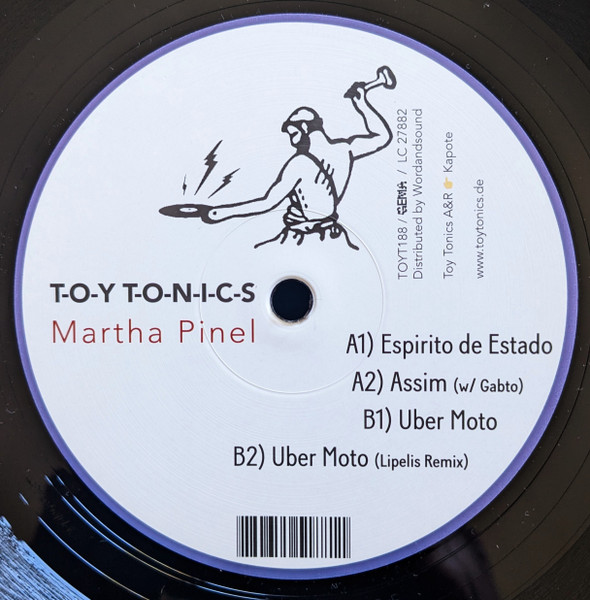 TOYT188 / GEMA / LC 27882
Distributed by Wordandsound
Toy Tonics A&R 👉 Kapote
www.toytonics.de
T-O-Y T-O-N-I-C-S
Martha Pinel
A1) Espirito de Estado
A2) Assim (w/ Gabto)
B1) Uber Moto
B2) Uber Moto (Lipelis Remix)